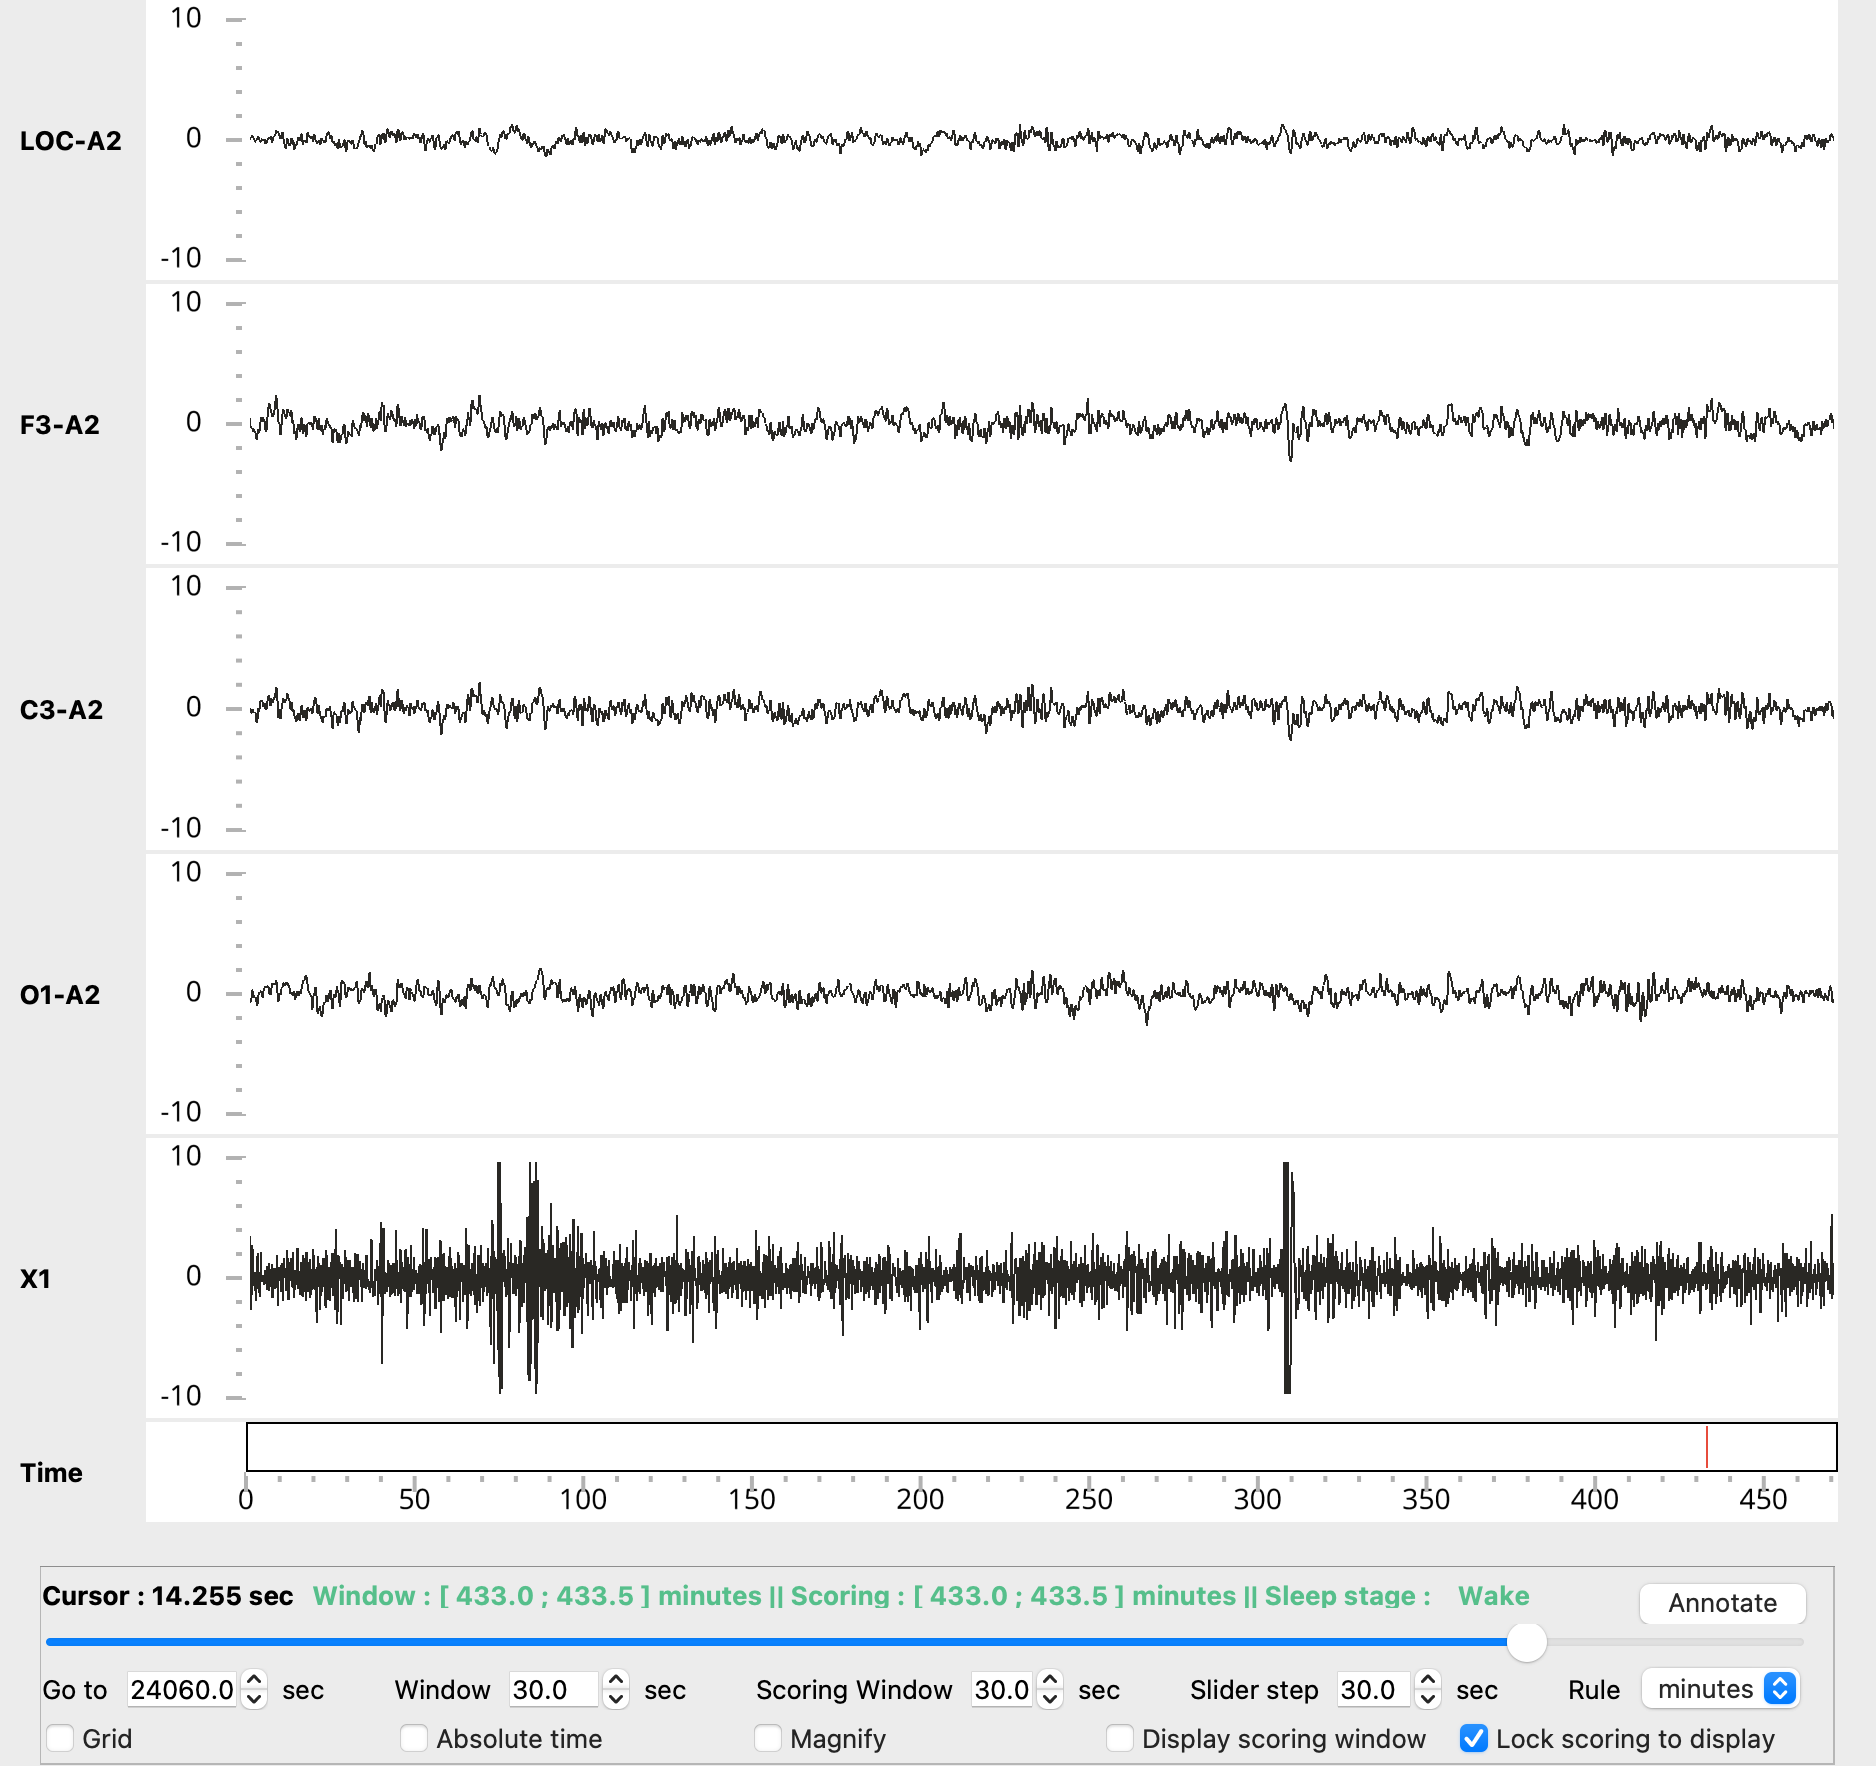 10
LOC-A2 0
-10
10
F3-A2 0
-10
10
C3-A2 0
-10
10
O1-A2 0
-10
10
X1 0
-10
Time
0 50 100 150 200 250 300 350 400 450
Cursor : 14.255 sec Window : [ 433.0 ; 433.5 ] minutes || Scoring : [ 433.0 ; 433.5 ] minutes || Sleep stage : Wake Annotate
Go to 24060.0 sec Window 30.0 sec Scoring Window 30.0 sec Slider step 30.0 sec Rule minutes
Grid Absolute time Magnify Display scoring window Lock scoring to display